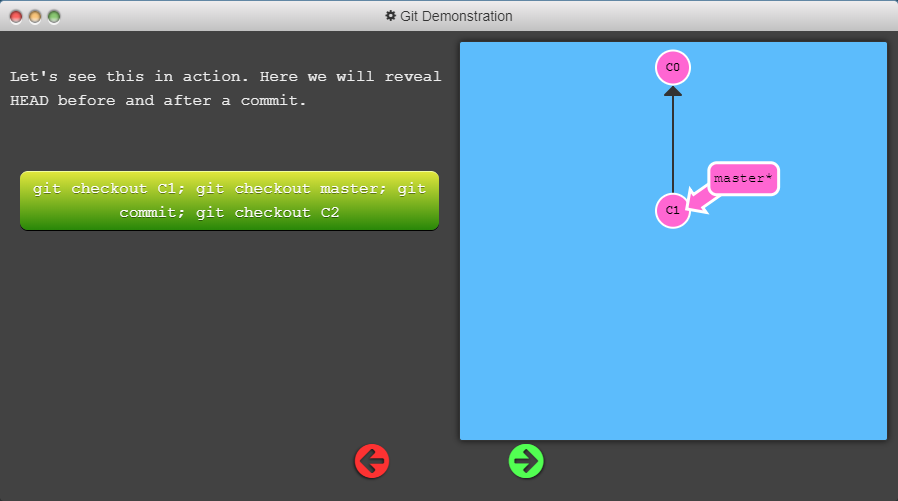 Git Demonstration
Let's see this in action. Here we will reveal
HEAD before and after a commit.
git checkout C1; git checkout master; git
commit; git checkout C2
C0
master*
C1